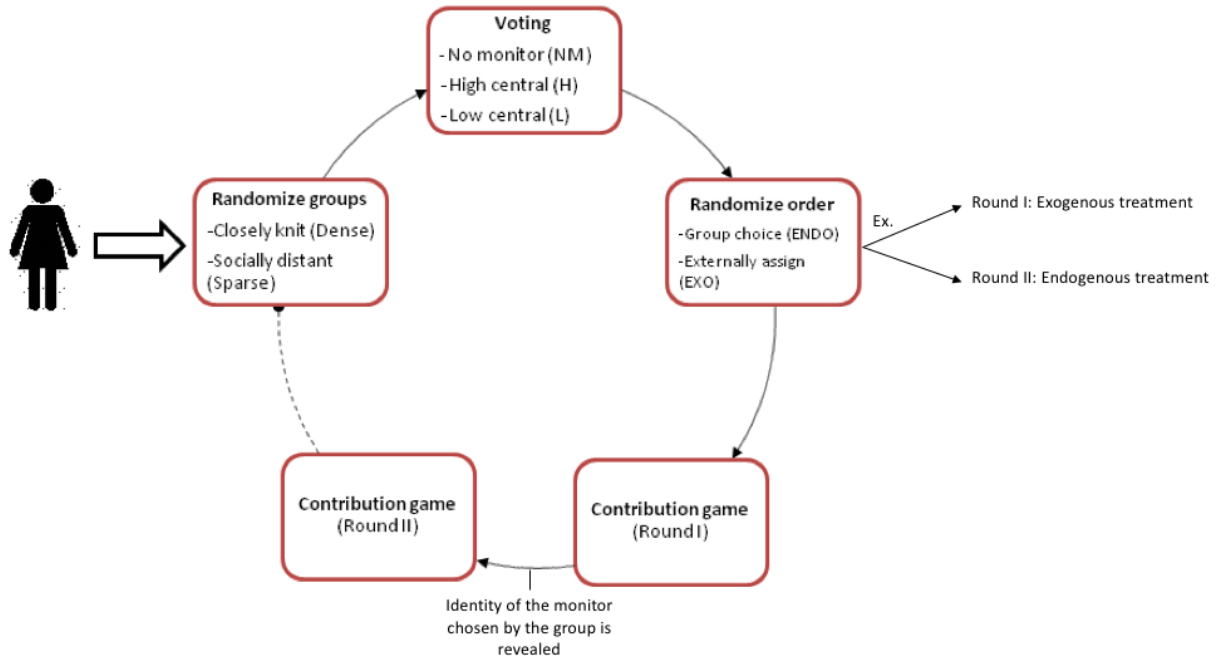 Voting
-No monitor (NM)
-High central (H)
-Low central (L)
Randomize groups
-Closely knit (Dense)
-Socially distant
(Sparse)
Randomize order
-Group choice (ENDO)
-Externally assign
(EXO)
Ex.
Round I: Exogenous treatment
Round II: Endogenous treatment
Contribution game
(Round II)
Contribution game
(Round I)
Identity of the monitor
chosen by the group is
revealed